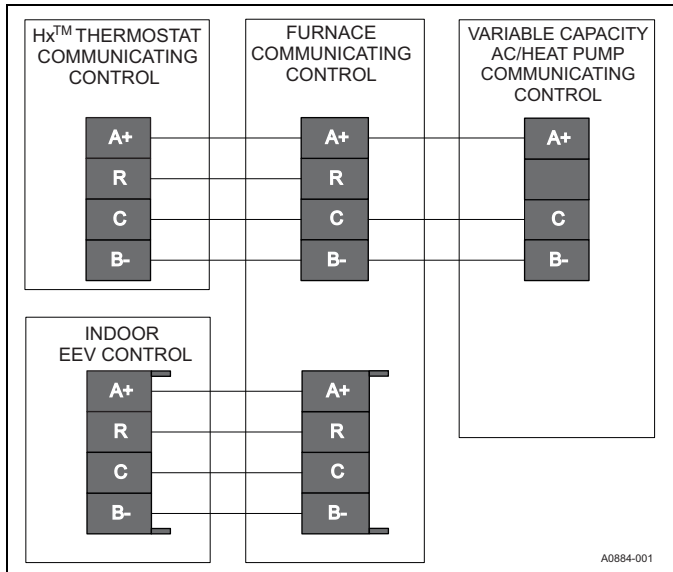 Hx™ THERMOSTAT
COMMUNICATING
CONTROL
A+
R
C
B-
FURNACE
COMMUNICATING
CONTROL
A+
R
C
B-
VARIABLE CAPACITY
AC/HEAT PUMP
COMMUNICATING
CONTROL
A+
C
B-
INDOOR
EEV CONTROL
A+
R
C
B-
A+
R
C
B-
A0884-001